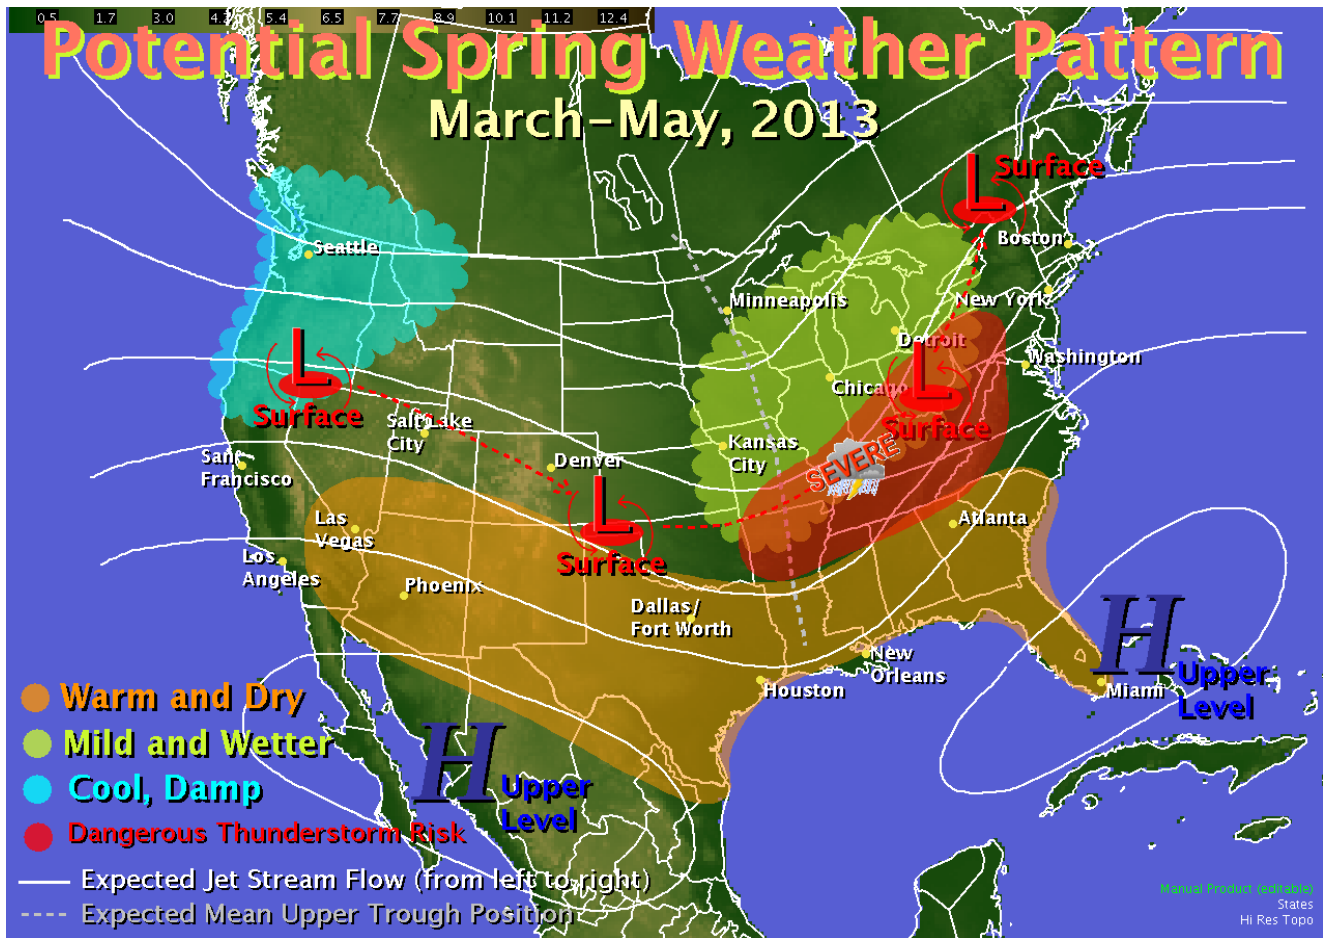 0.5 1.7 3.0 4.2 5.4 6.5 7.7 8.9 10.1 11.2 12.4
Potential Spring Weather Pattern
March-May, 2013
L
Surface
Boston
Seattle
Minneapolis
New York
Detroit
Washington
L
Surface
L
Surface
Chicago
Salt Lake
City
San
Francisco
Denver
Kansas
City
SEVERE
Las
Vegas
L
Surface
Atlanta
Los
Angeles
Phoenix
Dallas/
Fort Worth
H
Upper
Level
New
Orleans
Houston
Miami
Warm and Dry
Mild and Wetter
Cool, Damp
Dangerous Thunderstorm Risk
H
Upper
Level
Expected Jet Stream Flow (from left to right)
Expected Mean Upper Trough Position
Manual Product (editable)
States
Hi Res Topo